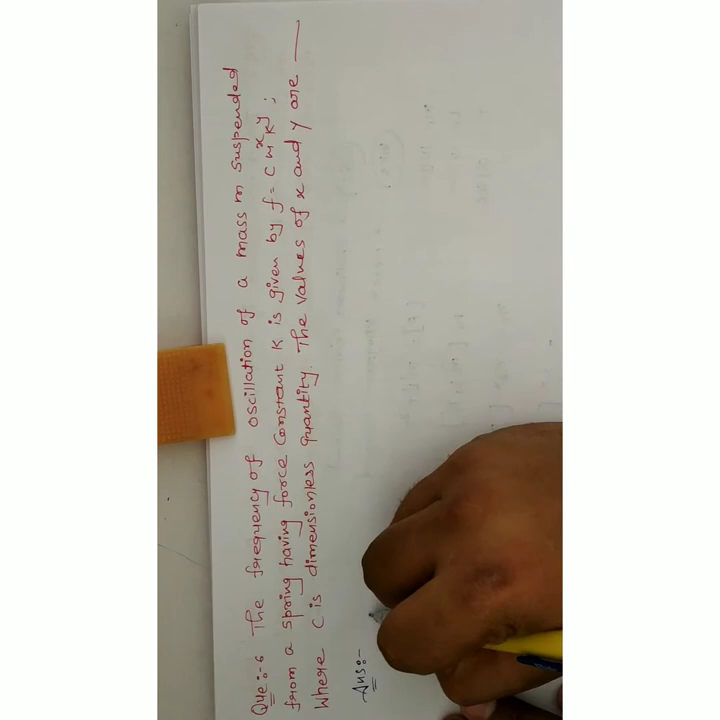 Que:-6 The frequency of oscillation of a mass m suspended
from a spring having force constant K is given by f = c m^x K^y ;
Where C is dimensionless quantity. The values of x and y are —
Ans:-